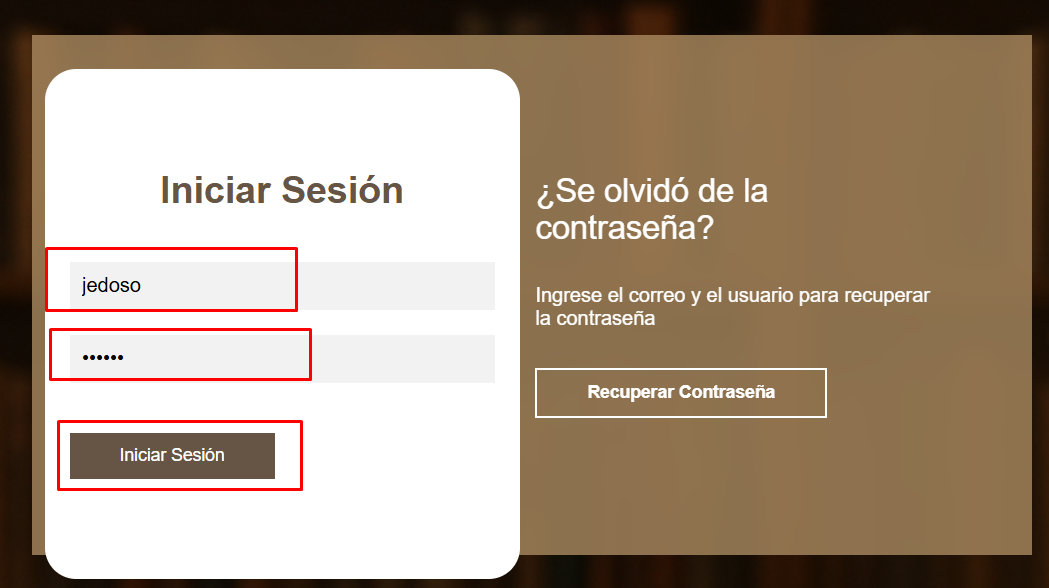 Iniciar Sesión
jedoso
••••••
Iniciar Sesión
¿Se olvidó de la
contraseña?
Ingrese el correo y el usuario para recuperar
la contraseña
Recuperar Contraseña